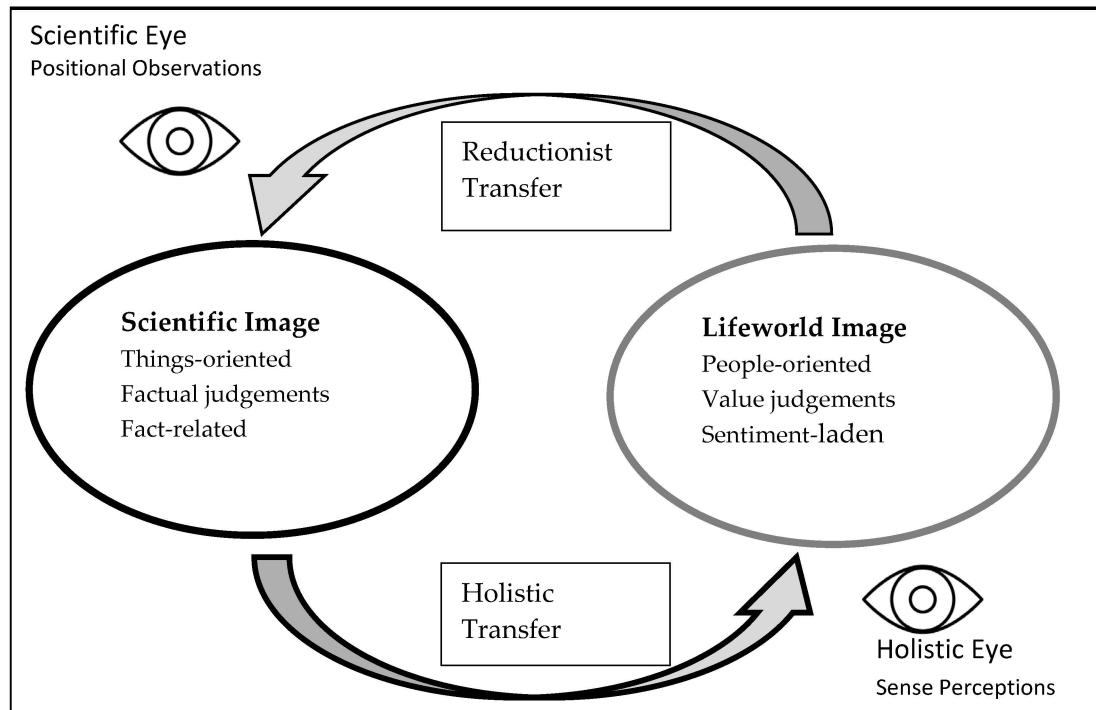 Scientific Eye
Positional Observations
Reductionist
Transfer
Scientific Image
Things-oriented
Factual judgements
Fact-related
Lifeworld Image
People-oriented
Value judgements
Sentiment-laden
Holistic
Transfer
Holistic Eye
Sense Perceptions